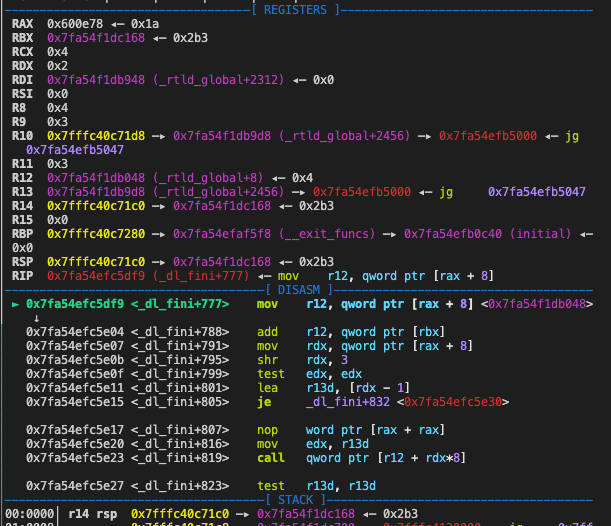 [ REGISTERS ]
RAX 0x600e78 ◂— 0x1a
RBX 0x7fa54f1dc168 ◂— 0x2b3
RCX 0x4
RDX 0x2
RDI 0x7fa54f1db948 (_rtld_global+2312) ◂— 0x0
RSI 0x0
R8 0x4
R9 0x3
R10 0x7fffc40c71d8 —▸ 0x7fa54f1db9d8 (_rtld_global+2456) —▸ 0x7fa54efb5000 ◂— jg
0x7fa54efb5047
R11 0x3
R12 0x7fa54f1db048 (_rtld_global+8) ◂— 0x4
R13 0x7fa54f1db9d8 (_rtld_global+2456) —▸ 0x7fa54efb5000 ◂— jg 0x7fa54efb5047
R14 0x7fffc40c71c0 —▸ 0x7fa54f1dc168 ◂— 0x2b3
R15 0x0
RBP 0x7fffc40c7280 —▸ 0x7fa54efaf5f8 (__exit_funcs) —▸ 0x7fa54efb0c40 (initial) ◂—
0x0
RSP 0x7fffc40c71c0 —▸ 0x7fa54f1dc168 ◂— 0x2b3
RIP 0x7fa54efc5df9 (_dl_fini+777) ◂— mov r12, qword ptr [rax + 8]
[ DISASM ]
► 0x7fa54efc5df9 <_dl_fini+777> mov r12, qword ptr [rax + 8] <0x7fa54f1db048>
↓
0x7fa54efc5e04 <_dl_fini+788> add r12, qword ptr [rbx]
0x7fa54efc5e07 <_dl_fini+791> mov rdx, qword ptr [rax + 8]
0x7fa54efc5e0b <_dl_fini+795> shr rdx, 3
0x7fa54efc5e0f <_dl_fini+799> test edx, edx
0x7fa54efc5e11 <_dl_fini+801> lea r13d, [rdx - 1]
0x7fa54efc5e15 <_dl_fini+805> je _dl_fini+832 <0x7fa54efc5e30>
0x7fa54efc5e17 <_dl_fini+807> nop word ptr [rax + rax]
0x7fa54efc5e20 <_dl_fini+816> mov edx, r13d
0x7fa54efc5e23 <_dl_fini+819> call qword ptr [r12 + rdx*8]
0x7fa54efc5e27 <_dl_fini+823> test r13d, r13d
[ STACK ]
00:0000│ r14 rsp 0x7fffc40c71c0 —▸ 0x7fa54f1dc168 ◂— 0x2b3